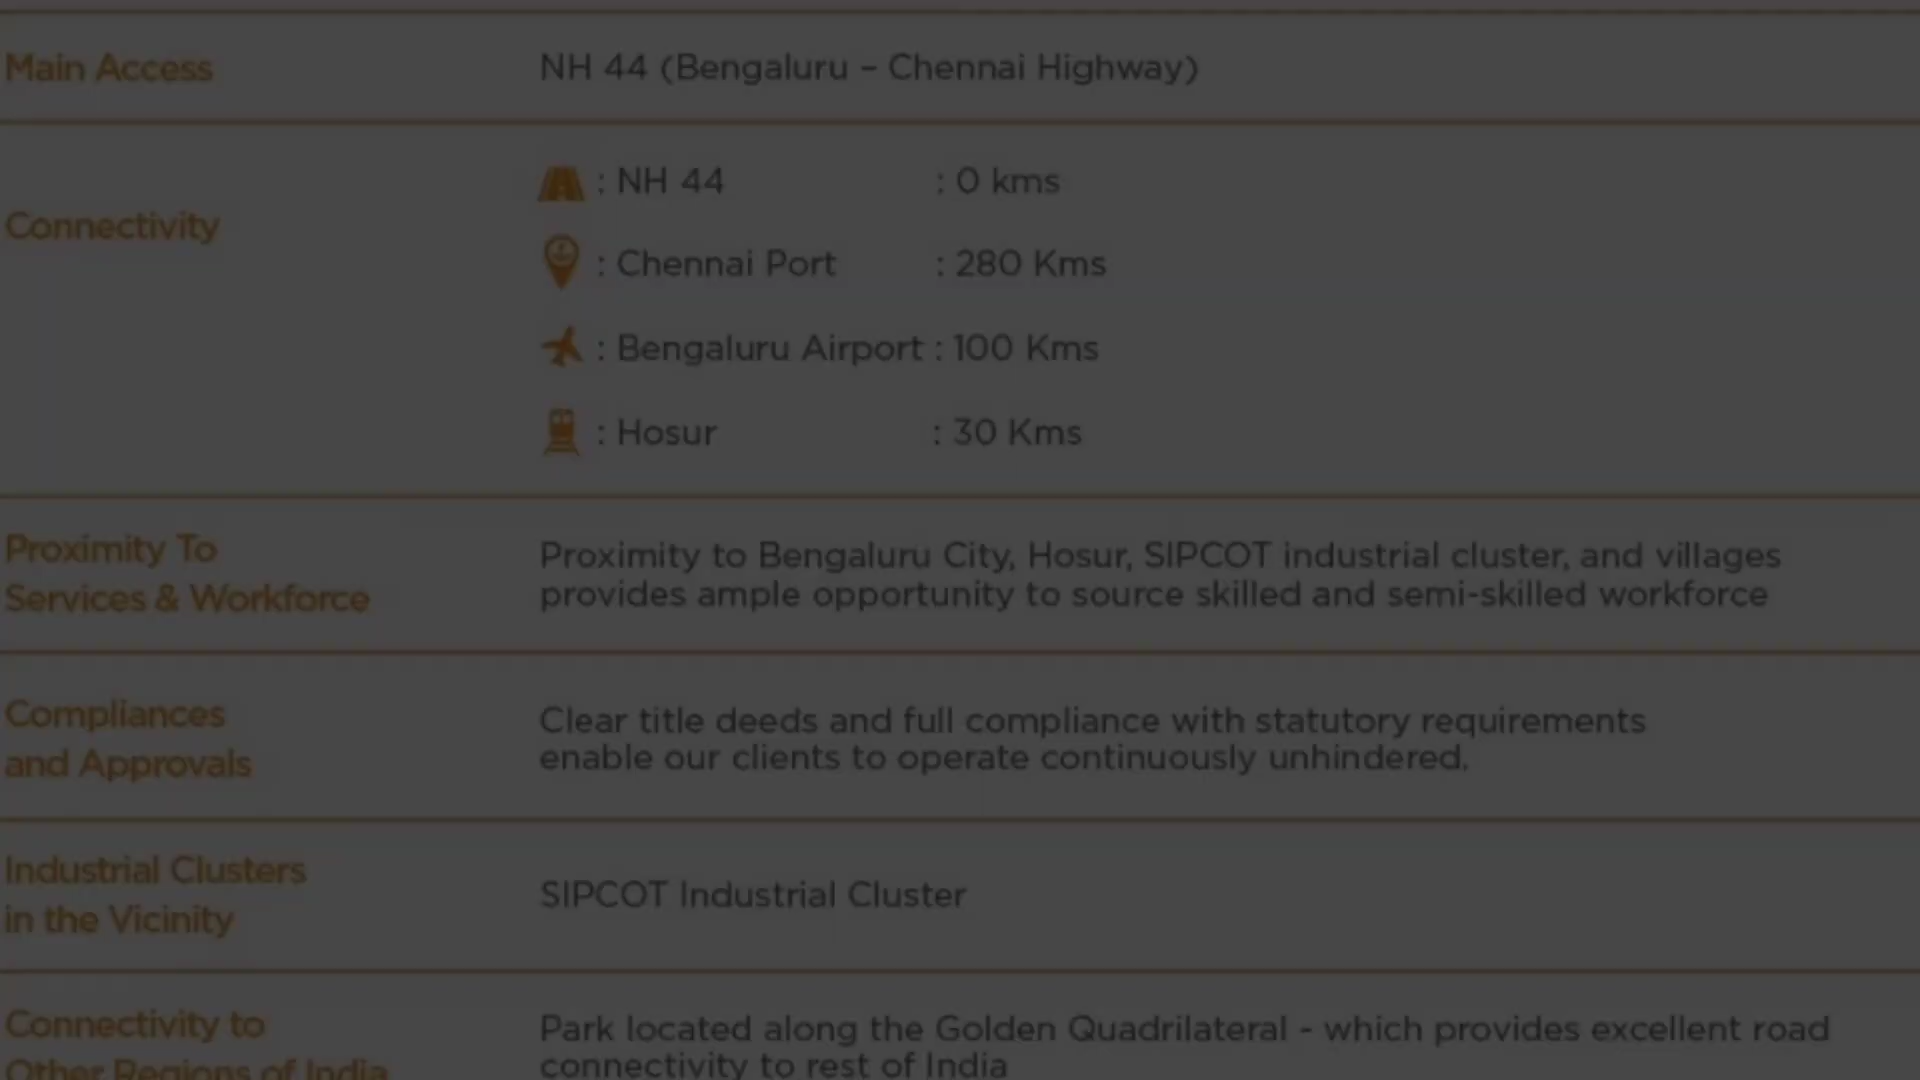 Main Access
NH 44 (Bengaluru – Chennai Highway)
Connectivity
: NH 44 : 0 kms
: Chennai Port : 280 Kms
: Bengaluru Airport : 100 Kms
: Hosur : 30 Kms
Proximity To
Services & Workforce
Proximity to Bengaluru City, Hosur, SIPCOT industrial cluster, and villages
provides ample opportunity to source skilled and semi-skilled workforce
Compliances
and Approvals
Clear title deeds and full compliance with statutory requirements
enable our clients to operate continuously unhindered.
Industrial Clusters
in the Vicinity
SIPCOT Industrial Cluster
Connectivity to
Other Regions of India
Park located along the Golden Quadrilateral - which provides excellent road
connectivity to rest of India